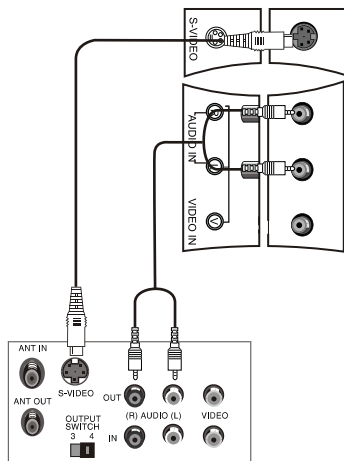 S-VIDEO
AUDIO IN
VIDEO IN
V
ANT IN
S-VIDEO
ANT OUT
OUTPUT
SWITCH
3 4
OUT
(R) AUDIO (L) VIDEO
IN